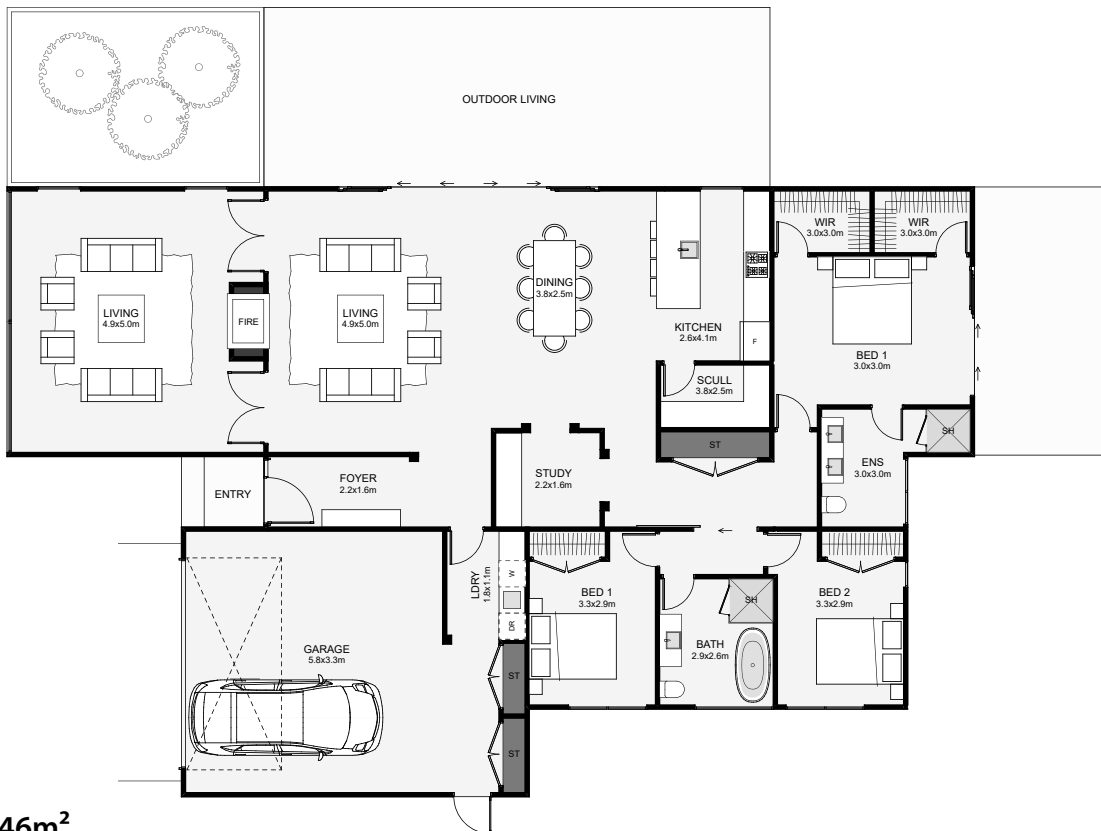 OUTDOOR LIVING
WIR
3.0x3.0m
WIR
3.0x3.0m
LIVING
4.9x5.0m
FIRE
LIVING
4.9x5.0m
DINING
3.8x2.5m
KITCHEN
2.6x4.1m
F
BED 1
3.0x3.0m
SCULL
3.8x2.5m
ST
SH
ENS
3.0x3.0m
ENTRY
FOYER
2.2x1.6m
STUDY
2.2x1.6m
LDRY
1.8x1.1m
W
DR
BED 1
3.3x2.9m
SH
BATH
2.9x2.6m
BED 2
3.3x2.9m
GARAGE
5.8x3.3m
ST
ST
46m²